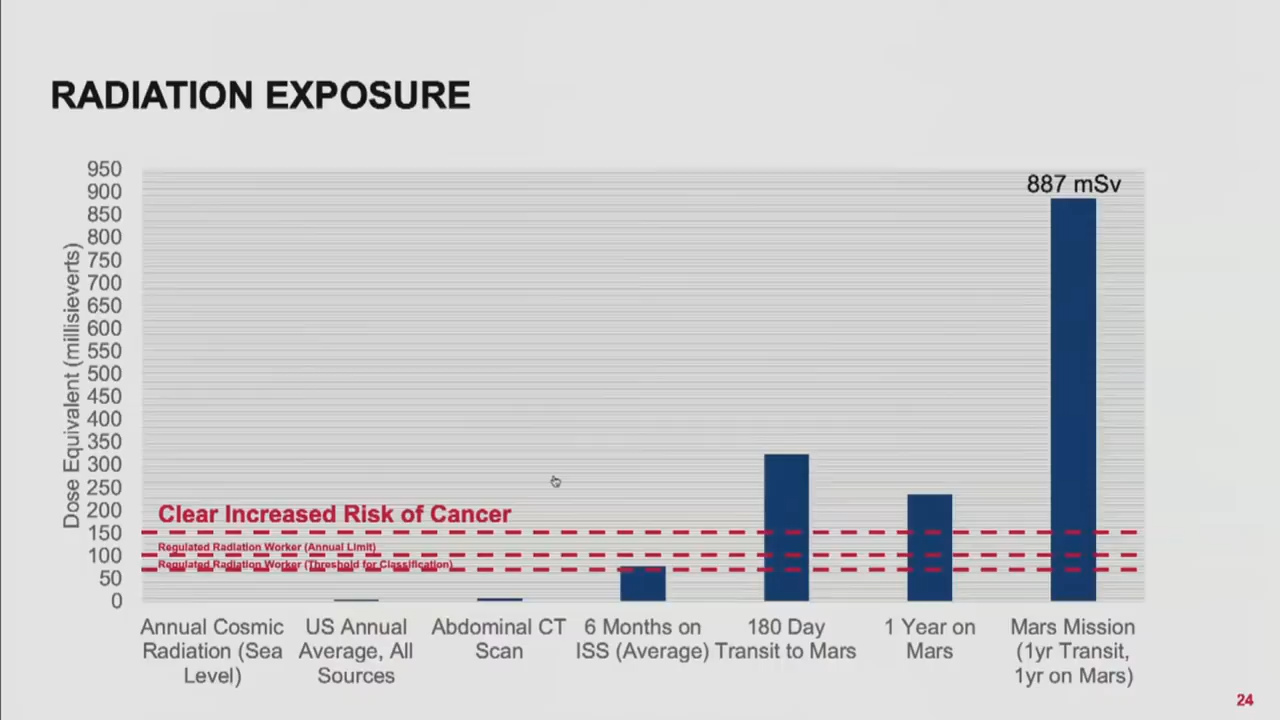 RADIATION EXPOSURE
Dose Equivalent (millisieverts)
950
900
850
800
750
700
650
600
550
500
450
400
350
300
250
200
150
100
50
0
887 mSv
Clear Increased Risk of Cancer
Regulated Radiation Worker (Annual Limit)
Regulated Radiation Worker (Threshold for Classification)
Annual Cosmic
Radiation (Sea
Level)
US Annual
Average, All
Sources
Abdominal CT
Scan
6 Months on
ISS (Average)
180 Day
Transit to Mars
1 Year on
Mars
Mars Mission
(1yr Transit,
1yr on Mars)
24